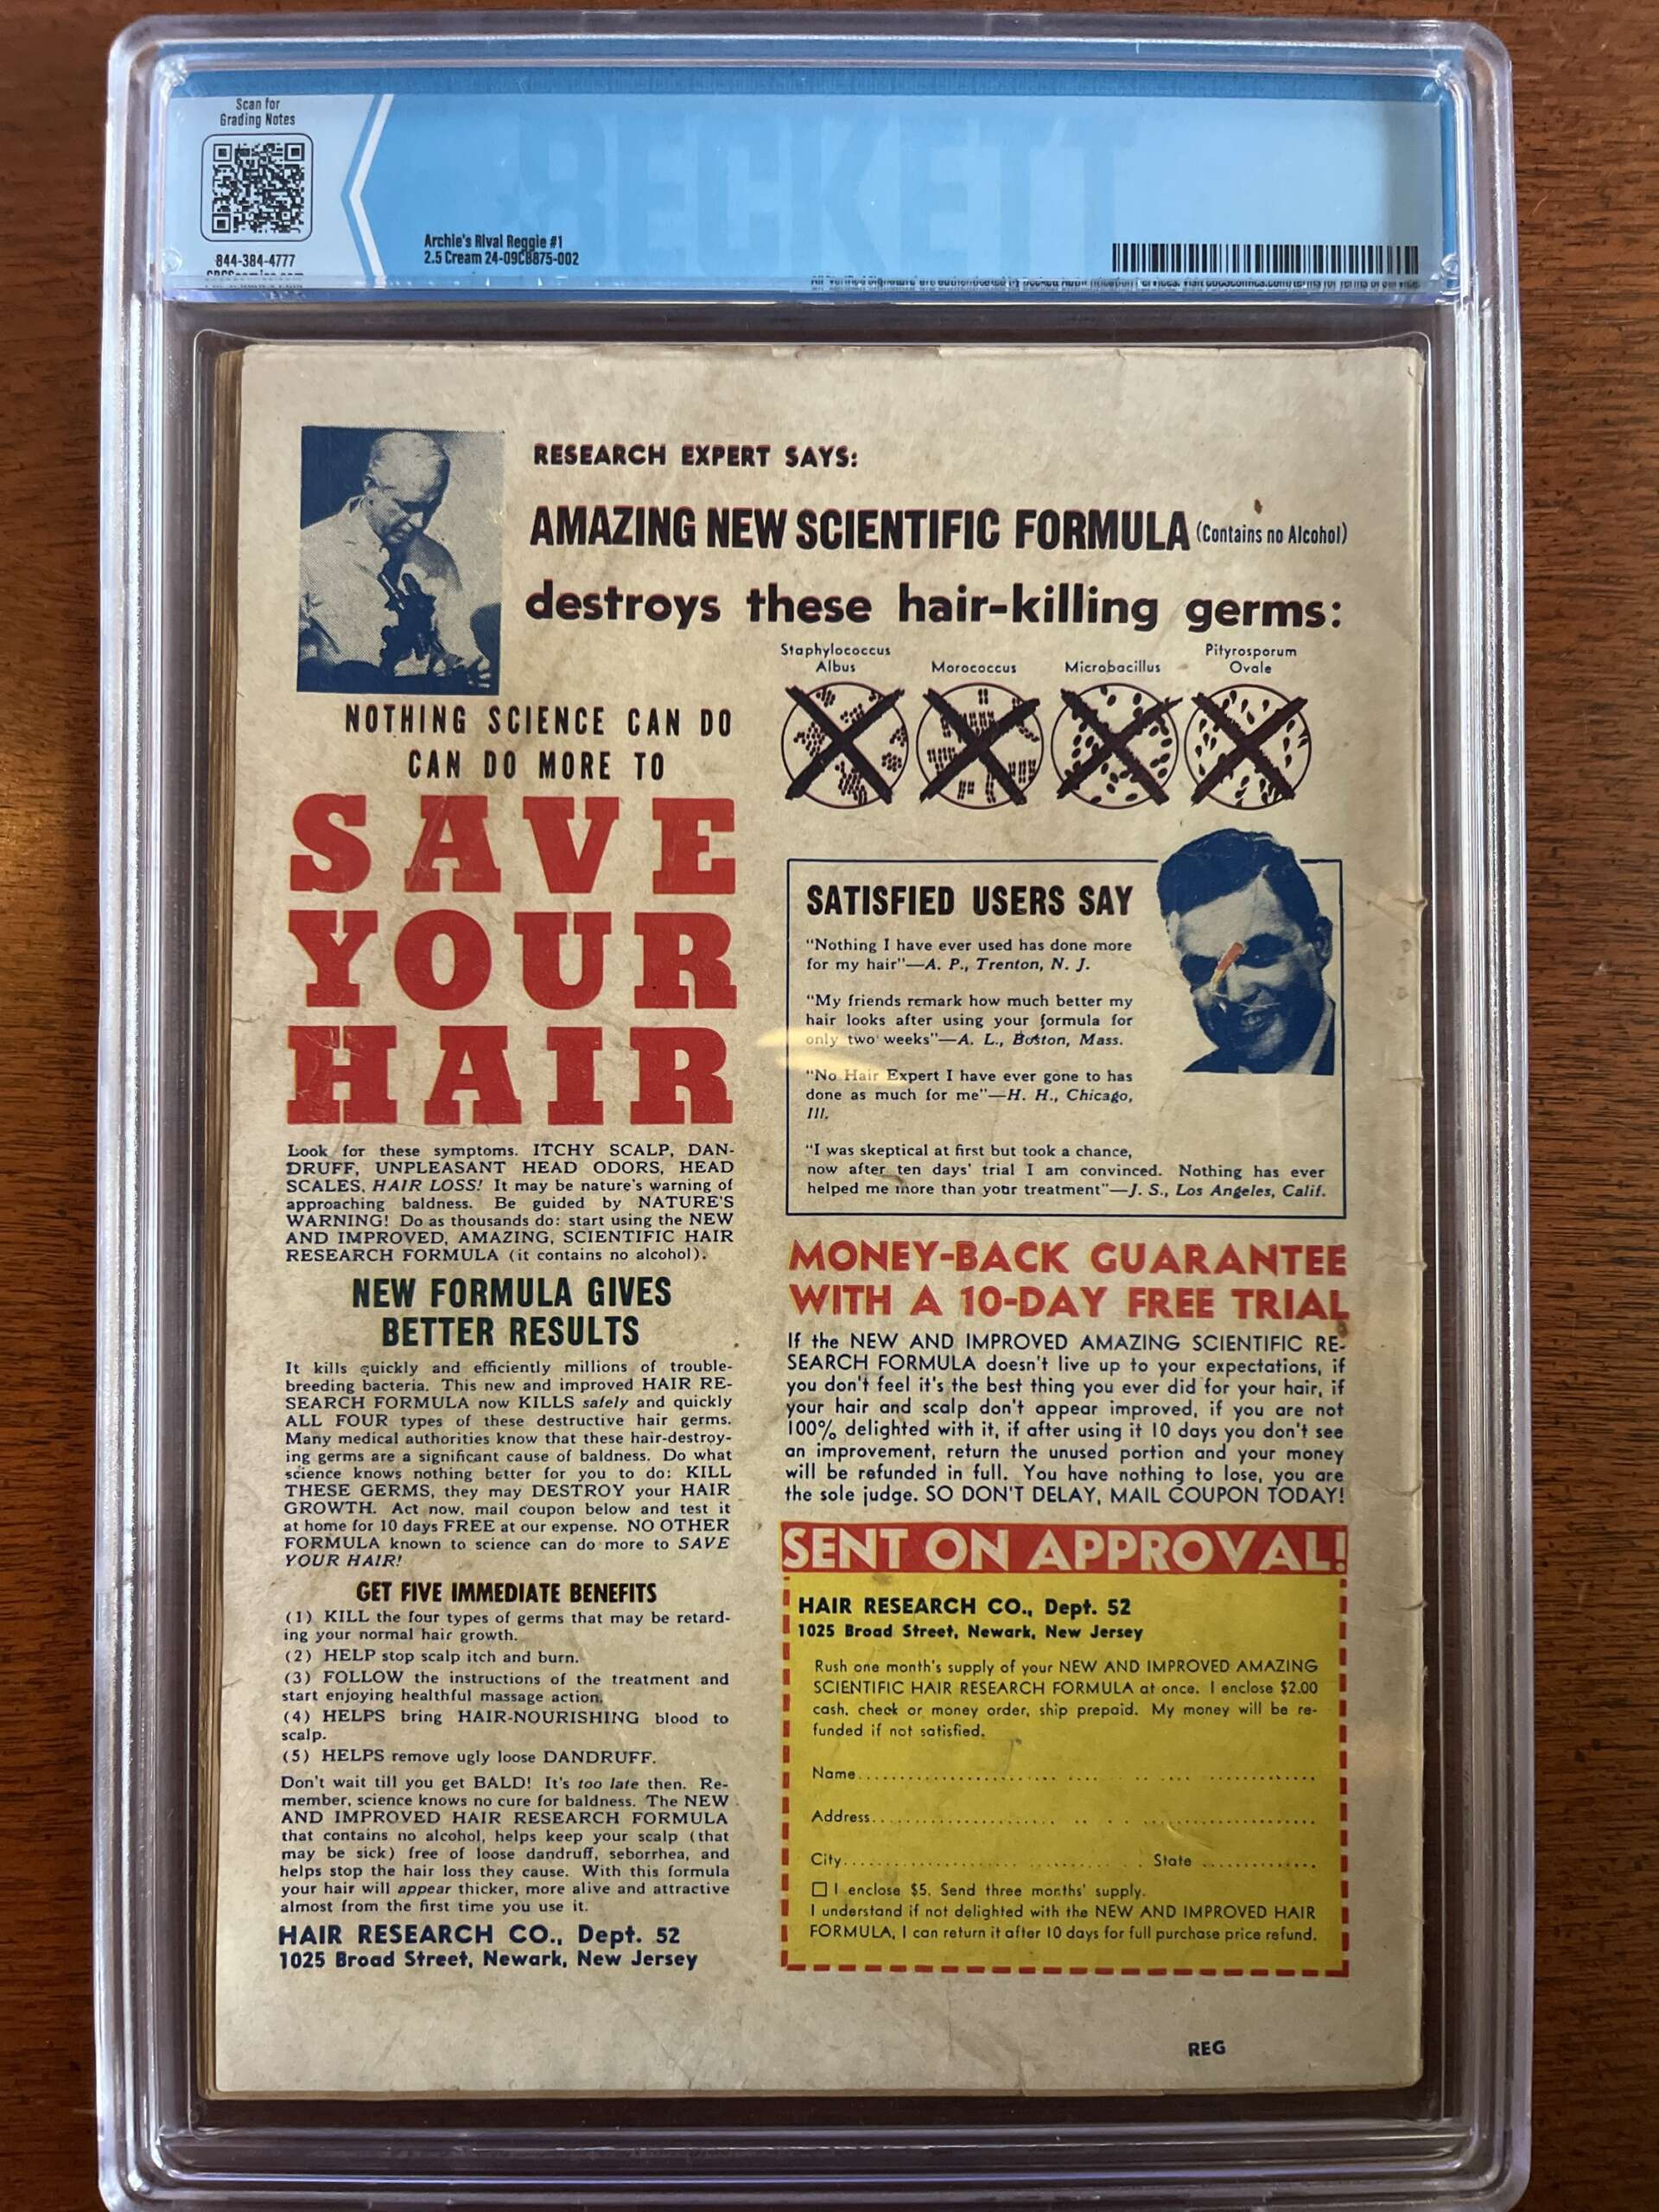 Scan for
Grading Notes
BECKETT
844-384-4777
CBCScomics.com
Archie's Rival Reggie #1
2.5 Cream 24-09C8875-002
RESEARCH EXPERT SAYS:
AMAZING NEW SCIENTIFIC FORMULA (Contains no Alcohol)
destroys these hair-killing germs:
Staphylococcus
Albus
Morococcus
Microbacillus
Pityrosporum
Ovale
NOTHING SCIENCE CAN DO
CAN DO MORE TO
SAVE
YOUR
HAIR
Look for these symptoms. ITCHY SCALP, DAN-
DRUFF, UNPLEASANT HEAD ODORS, HEAD
SCALES, HAIR LOSS! It may be nature's warning of
approaching baldness. Be guided by NATURE'S
WARNING! Do as thousands do: start using the NEW
AND IMPROVED, AMAZING, SCIENTIFIC HAIR
RESEARCH FORMULA (it contains no alcohol).
NEW FORMULA GIVES
BETTER RESULTS
It kills quickly and efficiently millions of trouble-
breeding bacteria. This new and improved HAIR RE-
SEARCH FORMULA now KILLS safely and quickly
ALL FOUR types of these destructive hair germs.
Many medical authorities know that these hair-destroy-
ing germs are a significant cause of baldness. Do what
science knows nothing better for you to do: KILL
THESE GERMS, they may DESTROY your HAIR
GROWTH. Act now, mail coupon below and test it
at home for 10 days FREE at our expense. NO OTHER
FORMULA known to science can do more to SAVE
YOUR HAIR!
GET FIVE IMMEDIATE BENEFITS
(1) KILL the four types of germs that may be retard-
ing your normal hair growth.
(2) HELP stop scalp itch and burn.
(3) FOLLOW the instructions of the treatment and
start enjoying healthful massage action.
(4) HELPS bring HAIR-NOURISHING blood to
scalp.
(5) HELPS remove ugly loose DANDRUFF.
Don't wait till you get BALD! It's too late then. Re-
member, science knows no cure for baldness. The NEW
AND IMPROVED HAIR RESEARCH FORMULA
that contains no alcohol, helps keep your scalp (that
may be sick) free of loose dandruff, seborrhea, and
helps stop the hair loss they cause. With this formula
your hair will appear thicker, more alive and attractive
almost from the first time you use it.
HAIR RESEARCH CO., Dept. 52
1025 Broad Street, Newark, New Jersey
SATISFIED USERS SAY
"Nothing I have ever used has done more
for my hair"—A. P., Trenton, N. J.
"My friends remark how much better my
hair looks after using your formula for
only two weeks"—A. L., Boston, Mass.
"No Hair Expert I have ever gone to has
done as much for me"—H. H., Chicago,
Ill.
"I was skeptical at first but took a chance,
now after ten days' trial I am convinced. Nothing has ever
helped me more than your treatment"—J. S., Los Angeles, Calif.
MONEY-BACK GUARANTEE
WITH A 10-DAY FREE TRIAL
If the NEW AND IMPROVED AMAZING SCIENTIFIC RE-
SEARCH FORMULA doesn't live up to your expectations, if
you don't feel it's the best thing you ever did for your hair, if
your hair and scalp don't appear improved, if you are not
100% delighted with it, if after using it 10 days you don't see
an improvement, return the unused portion and your money
will be refunded in full. You have nothing to lose, you are
the sole judge. SO DON'T DELAY, MAIL COUPON TODAY!
SENT ON APPROVAL!
HAIR RESEARCH CO., Dept. 52
1025 Broad Street, Newark, New Jersey
Rush one month's supply of your NEW AND IMPROVED AMAZING
SCIENTIFIC HAIR RESEARCH FORMULA at once. I enclose $2.00
cash, check or money order, ship prepaid. My money will be re-
funded if not satisfied.
Name
Address
City State
I enclose $5. Send three months' supply.
I understand if not delighted with the NEW AND IMPROVED HAIR
FORMULA, I can return it after 10 days for full purchase price refund.
REG